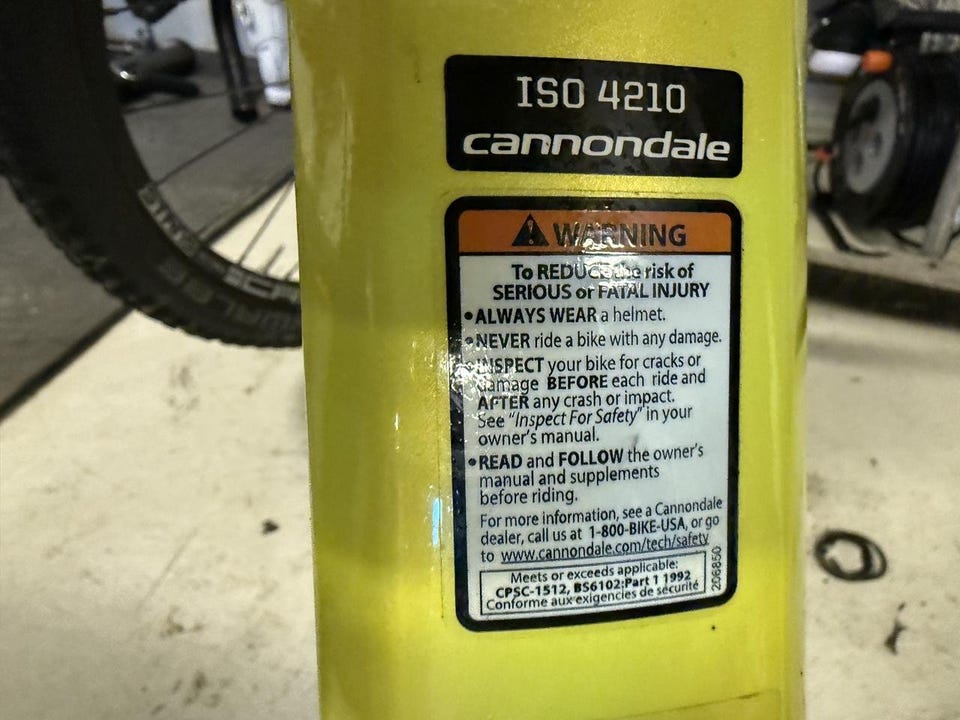 ISO 4210
cannondale
WARNING
To REDUCE the risk of
SERIOUS or FATAL INJURY
• ALWAYS WEAR a helmet.
• NEVER ride a bike with any damage.
• INSPECT your bike for cracks or
damage BEFORE each ride and
AFTER any crash or impact.
See "Inspect For Safety" in your
owner's manual.
• READ and FOLLOW the owner's
manual and supplements
before riding.
For more information, see a Cannondale
dealer, call us at 1-800-BIKE-USA, or go
to www.cannondale.com/tech/safety
Meets or exceeds applicable:
CPSC-1512, BS6102:Part 1 1992
Conforme aux exigencies de sécurité
206850